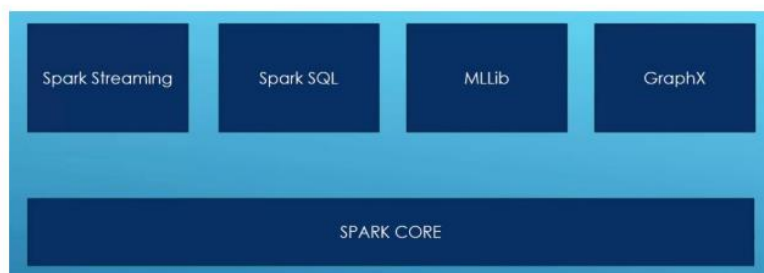 Spark Streaming
Spark SQL
MLLib
GraphX
SPARK CORE